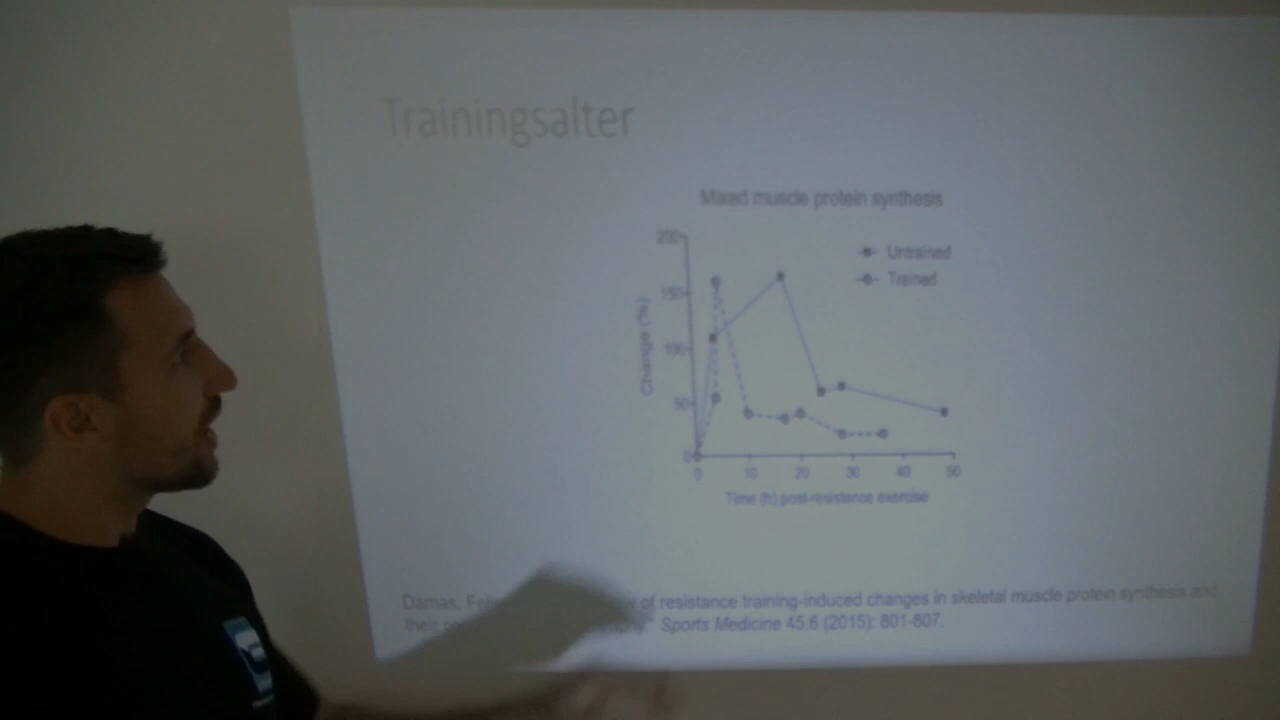 Trainingsalter
Mixed muscle protein synthesis
200
Untrained
Trained
150
Change (%)
100
50
0
0 10 20 30 40 50
Time (h) post-resistance exercise
Damas, of resistance training-induced changes in skeletal muscle protein synthesis and
their Sports Medicine 45.6 (2015): 801-807.